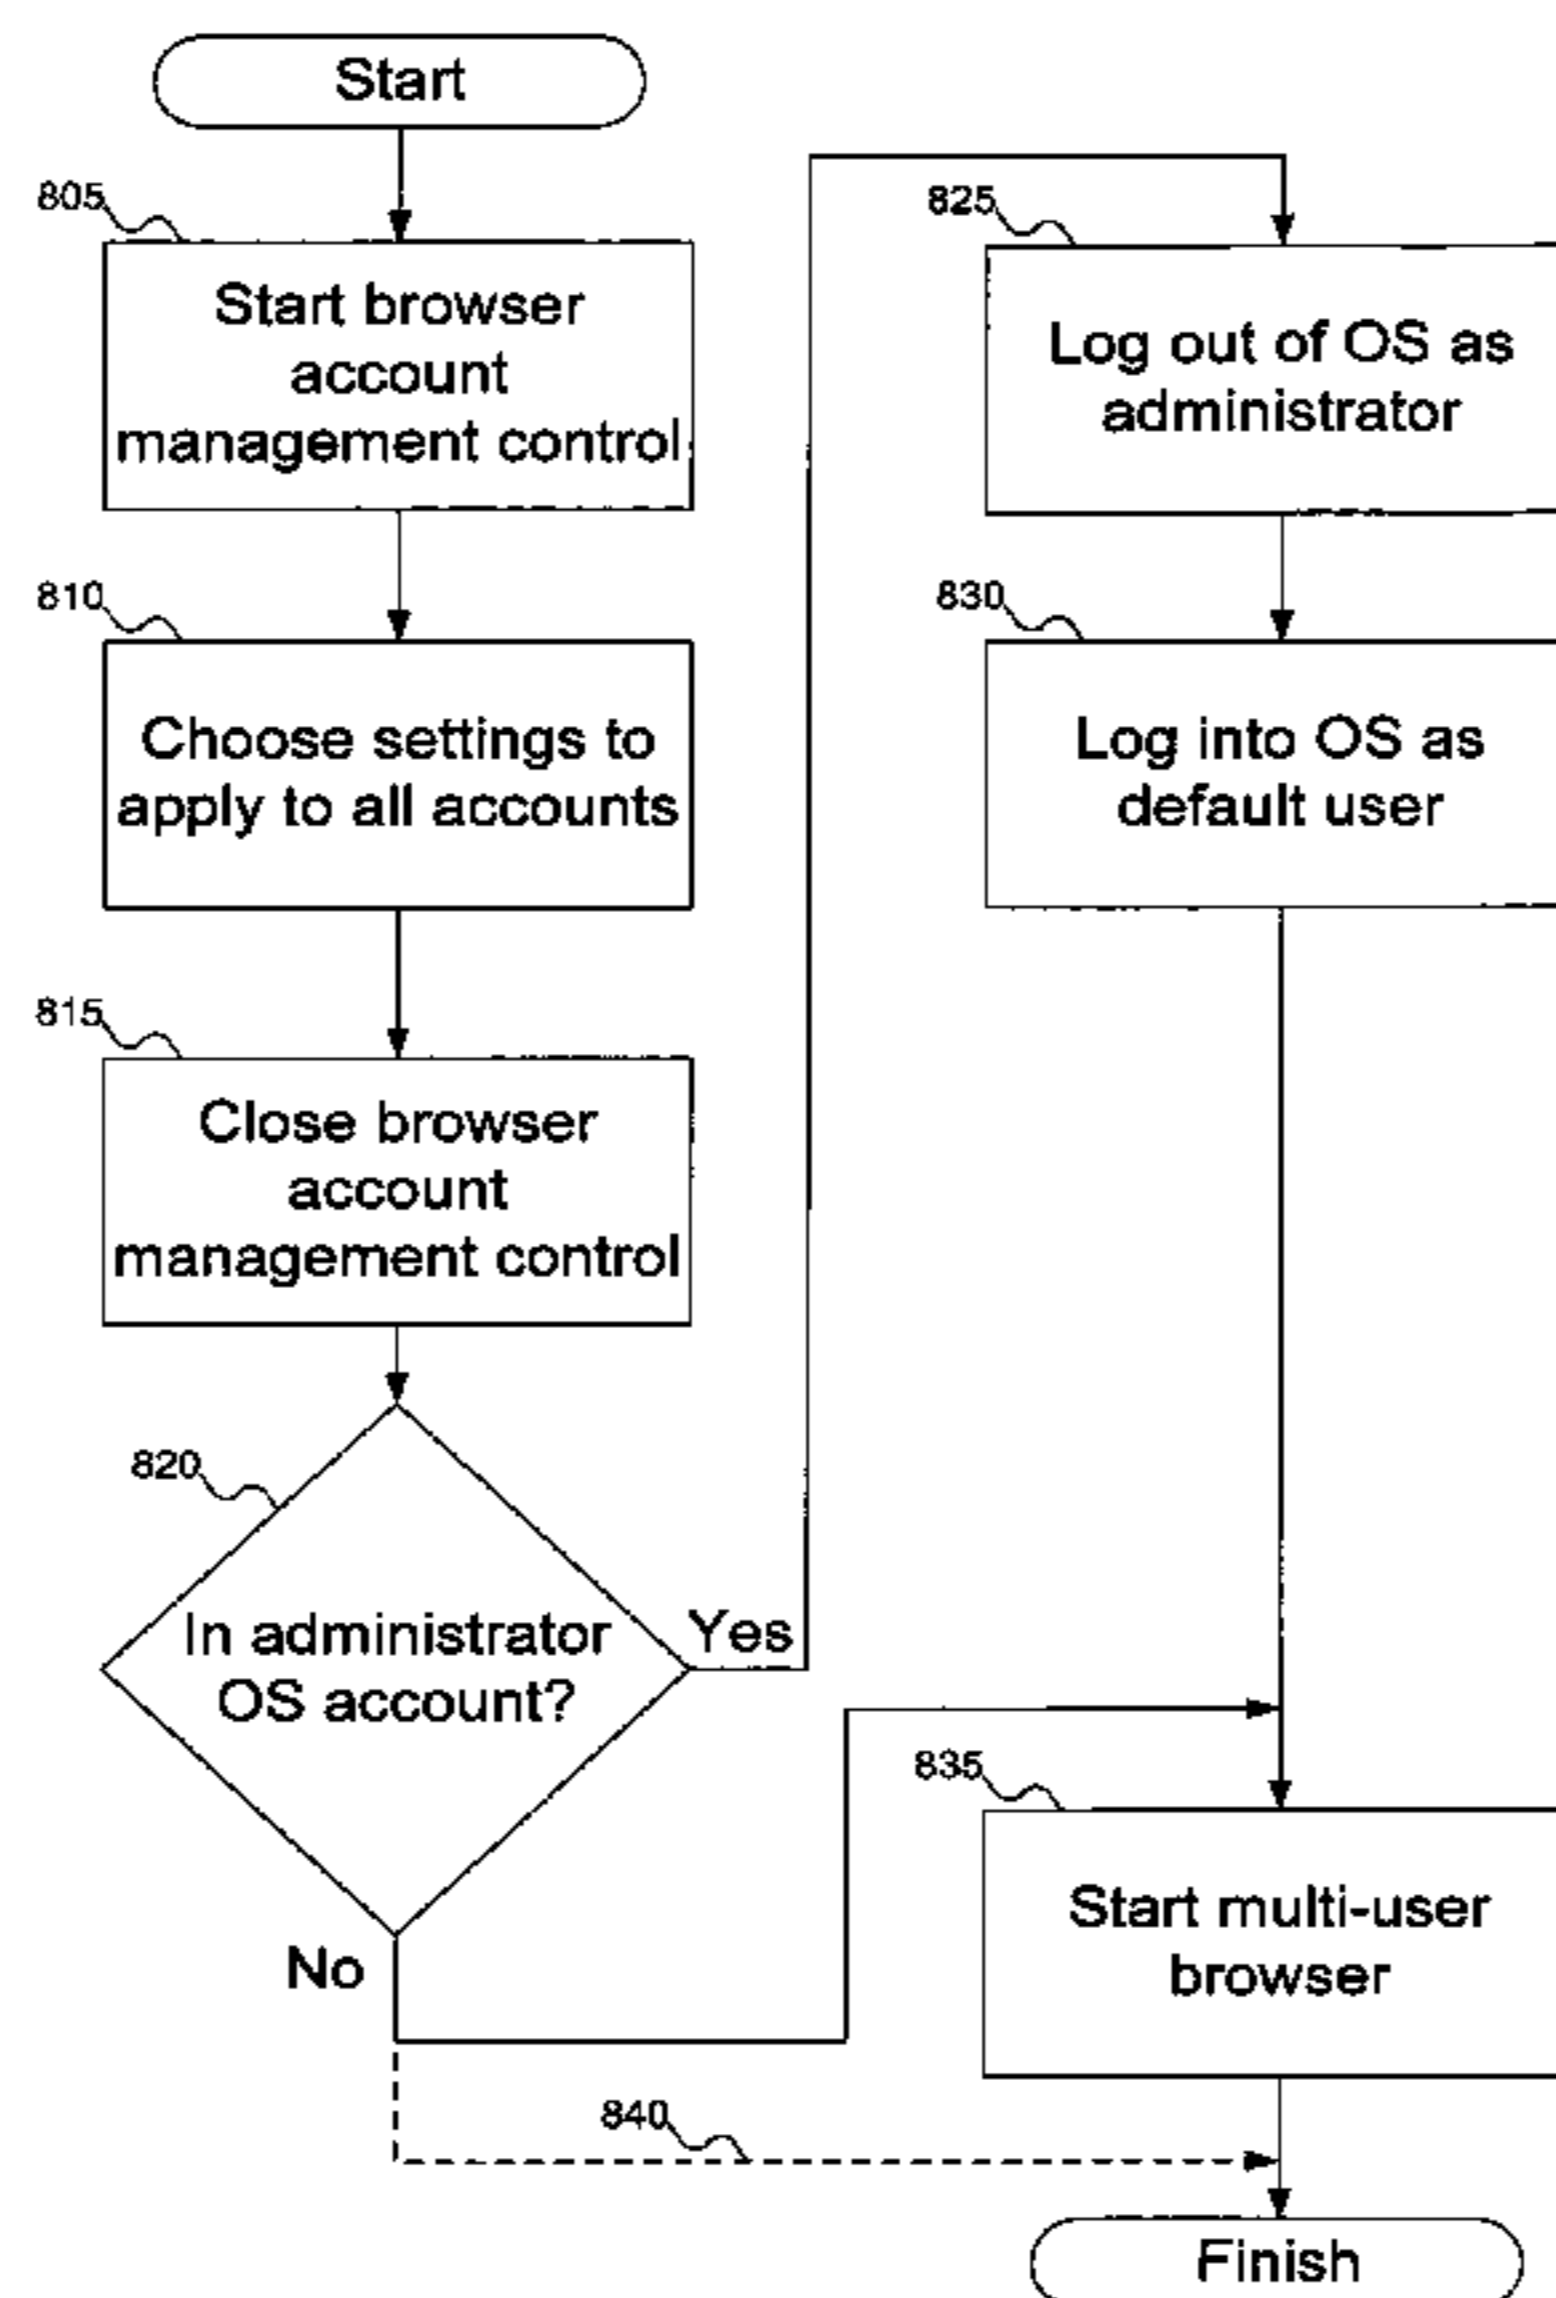 Start
805
Start browser
account
management control
810
Choose settings to
apply to all accounts
815
Close browser
account
management control
820
In administrator
OS account?
Yes
No
825
Log out of OS as
administrator
830
Log into OS as
default user
835
Start multi-user
browser
840
Finish